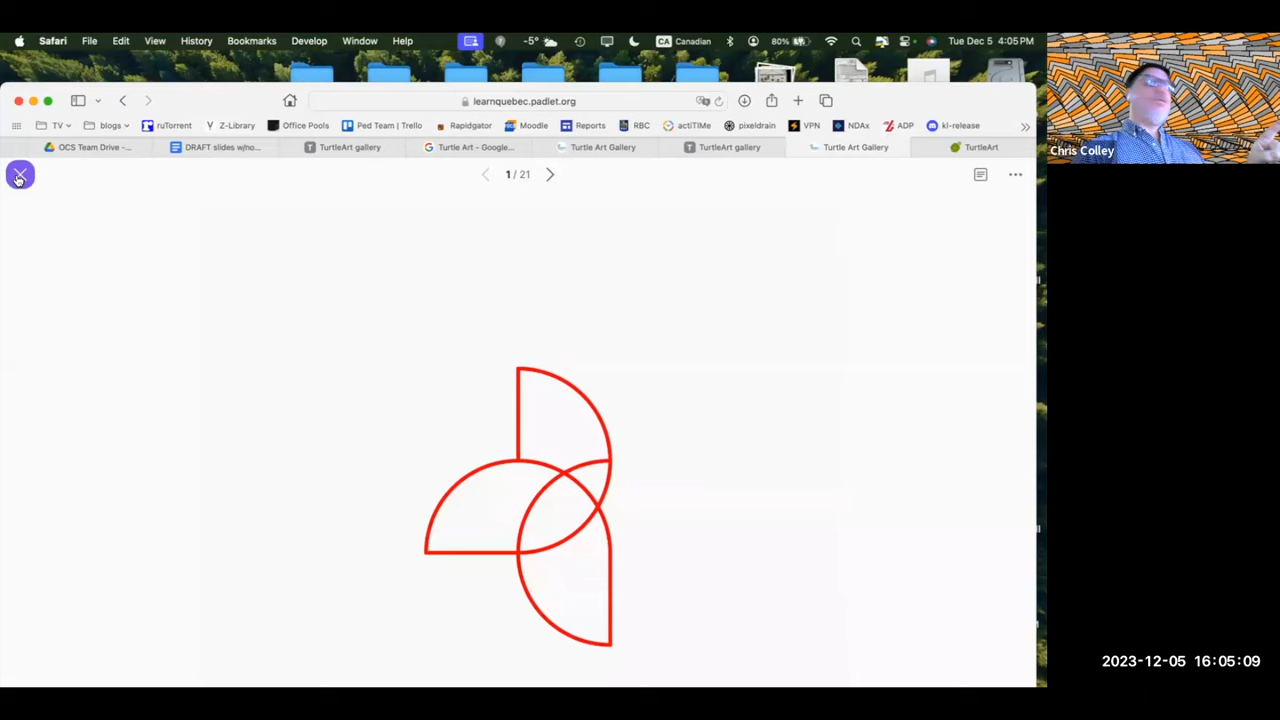 Safari File Edit View History Bookmarks Develop Window Help -5° CA Canadian 80% Tue Dec 5 4:05 PM
learnquebec.padlet.org
TV blogs ruTorrent Z-Library Office Pools Ped Team | Trello Rapidgator Moodle Reports RBC actiTIMe pixeldrain VPN NDAx ADP kl-release
OCS Team Drive -... DRAFT slides w/no... TurtleArt gallery Turtle Art - Google... Turtle Art Gallery TurtleArt gallery Turtle Art Gallery TurtleArt
1 / 21
Chris Colley
2023-12-05 16:05:09